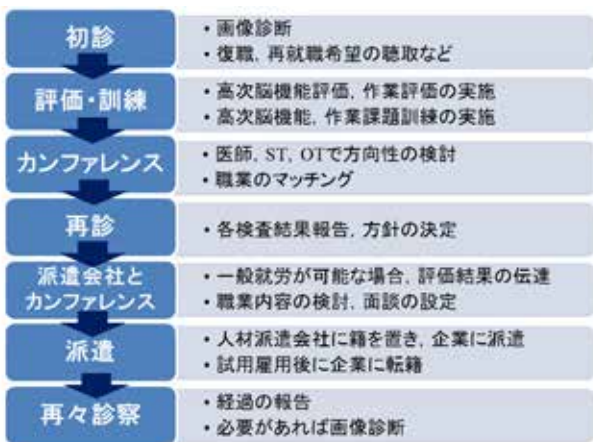 初診
・画像診断
・復職, 再就職希望の聴取など
評価・訓練
・高次脳機能評価, 作業評価の実施
・高次脳機能, 作業課題訓練の実施
カンファレンス
・医師, ST, OTで方向性の検討
・職業のマッチング
再診
・各検査結果報告, 方針の決定
派遣会社と
カンファレンス
・一般就労が可能な場合, 評価結果の伝達
・職業内容の検討, 面談の設定
派遣
・人材派遣会社に籍を置き, 企業に派遣
・試用雇用後に企業に転籍
再々診察
・経過の報告
・必要があれば画像診断